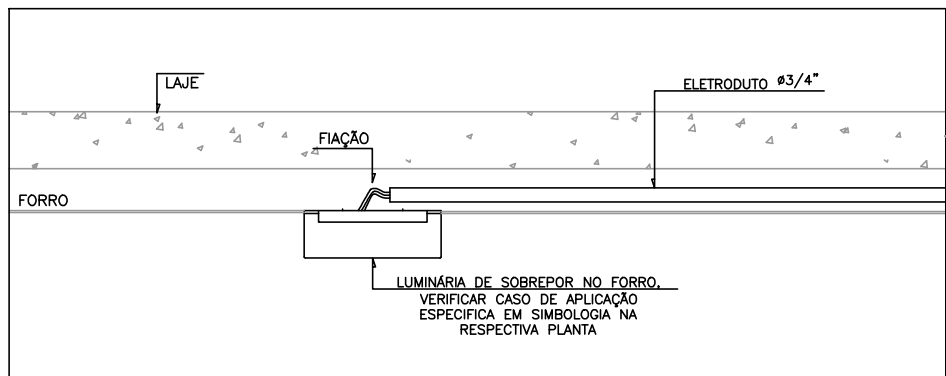 LAJE
ELETRODUTO ø3/4"
FIAÇÃO
FORRO
LUMINÁRIA DE SOBREPOR NO FORRO.
VERIFICAR CASO DE APLICAÇÃO
ESPECIFICA EM SIMBOLOGIA NA
RESPECTIVA PLANTA